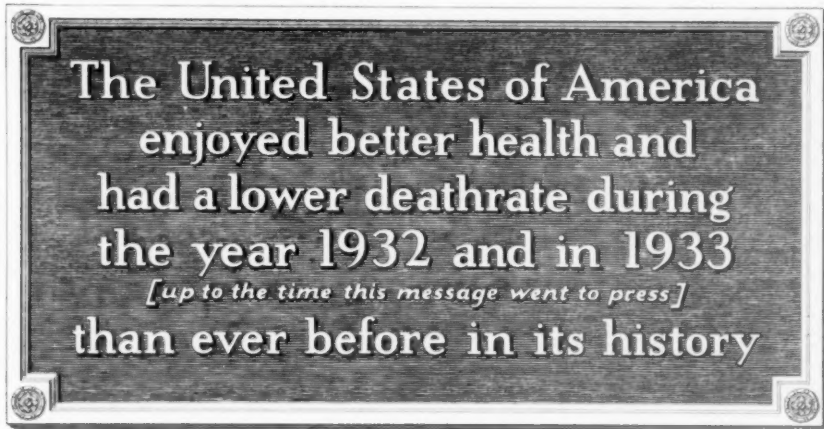 The United States of America
enjoyed better health and
had a lower deathrate during
the year 1932 and in 1933
[up to the time this message went to press]
than ever before in its history